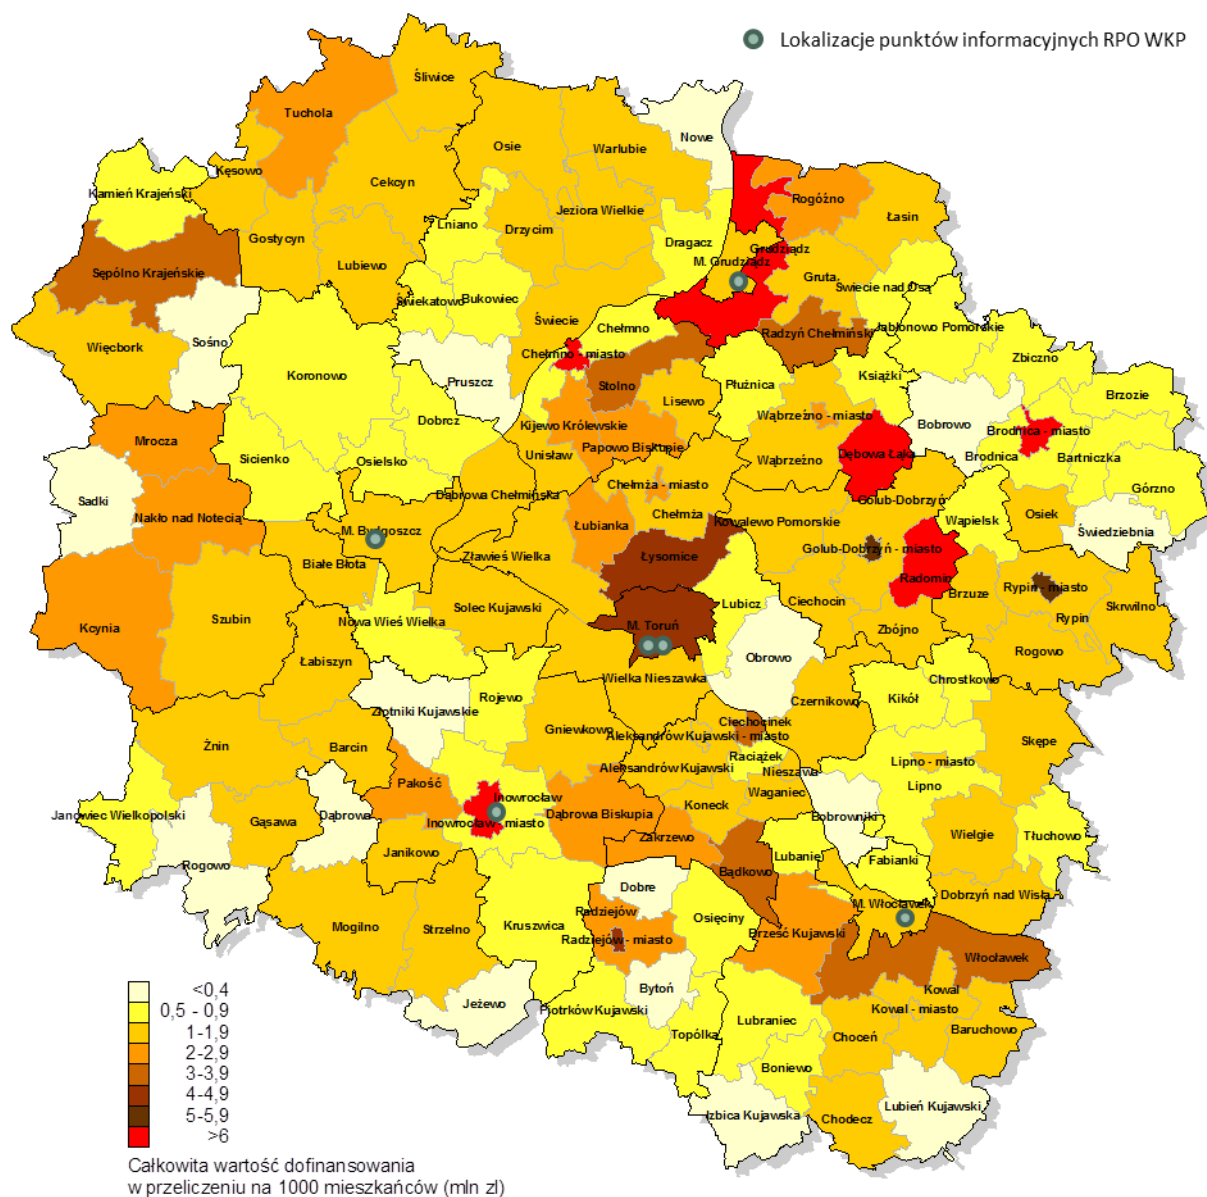 Lokalizacje punktów informacyjnych RPO WKP
Śliwice
Tuchola
Nowe
Osie
Warlubie
Kęsowo
Cekcyn
Kamień Krajeński
Rogóźno
Jeziora Wielkie
Łasin
Lniano
Drzycim
Gostycyn
Dragacz
Grudziądz
M. Grudziądz
Lubiewo
Sępólno Krajeńskie
Gruta
Świecie nad Osą
Świekatowo
Bukowiec
Świecie
Chełmno
Radzyń Chełmiński
Jabłonowo Pomorskie
Sośno
Więcbork
Chełmno - miasto
Zbiczno
Koronowo
Pruszcz
Stolno
Płużnica
Książki
Lisewo
Brzozie
Wąbrzeźno - miasto
Dobrcz
Kijewo Królewskie
Bobrowo
Brodnica - miasto
Mrocza
Papowo Biskupie
Sicienko
Osielsko
Unisław
Wąbrzeźno
Dębowa Łąka
Brodnica
Bartniczka
Chełmża - miasto
Górzno
Sadki
Dąbrowa Chełmińska
Golub-Dobrzyń
Chełmża
Osiek
Nakło nad Notecią
Łubianka
Kowalewo Pomorskie
Wapielsk
Świedziebnia
M. Bydgoszcz
Golub-Dobrzyń - miasto
Białe Błota
Zławieś Wielka
Łysomice
Radomin
Rypin - miasto
Brzuze
Ciechocin
Lubicz
Skrwilno
Solec Kujawski
Szubin
Nowa Wieś Wielka
Rypin
Kcynia
M. Toruń
Zbójno
Rogowo
Obrowo
Łabiszyn
Wielka Nieszawka
Chrostkowo
Rojewo
Kikół
Czernikowo
Złotniki Kujawskie
Ciechocinek
Gniewkowo
Aleksandrów Kujawski - miasto
Skępe
Żnin
Barcin
Raciążek
Lipno - miasto
Aleksandrów Kujawski
Nieszawa
Pakość
Lipno
Waganiec
Inowrocław
Koneck
Janowiec Wielkopolski
Dąbrowa
Dąbrowa Biskupia
Bobrowniki
Gąsawa
Inowrocław - miasto
Wielgie
Tłuchowo
Zakrzewo
Janikowo
Lubanie
Rogowo
Fabianki
Bądkowo
Dobre
Dobrzyń nad Wisłą
M. Włocławek
Radziejów
Osięciny
Mogilno
Strzelno
Kruszwica
Brześć Kujawski
Radziejów - miasto
Włocławek
Bytoń
Kowal
Jeżewo
Piotrków Kujawski
Kowal - miasto
Lubraniec
Baruchowo
Topólka
Choceń
Boniewo
Lubień Kujawski
Izbica Kujawska
Chodecz
<0,4
0,5 - 0,9
1-1,9
2-2,9
3-3,9
4-4,9
5-5,9
>6
Całkowita wartość dofinansowania
w przeliczeniu na 1000 mieszkańców (mln zl)